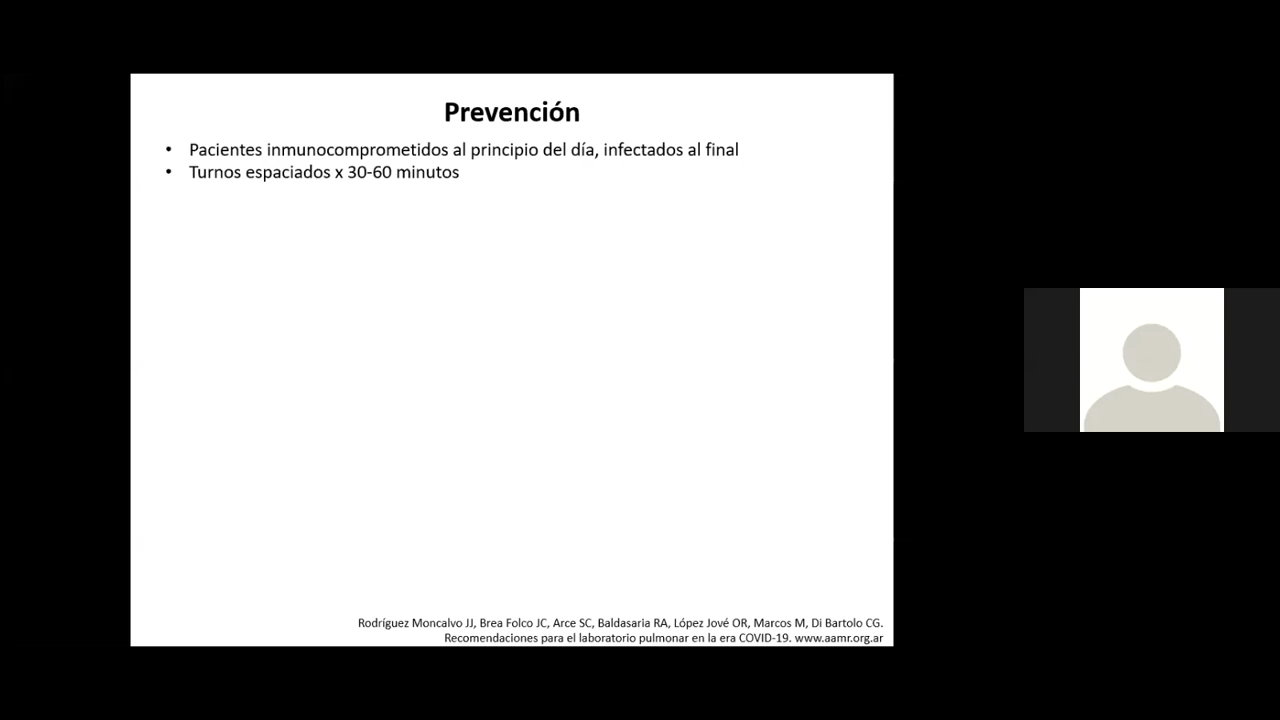 Prevención
• Pacientes inmunocomprometidos al principio del día, infectados al final
• Turnos espaciados x 30-60 minutos
Rodríguez Moncalvo JJ, Brea Folco JC, Arce SC, Baldasaria RA, López Jové OR, Marcos M, Di Bartolo CG.
Recomendaciones para el laboratorio pulmonar en la era COVID-19. www.aamr.org.ar